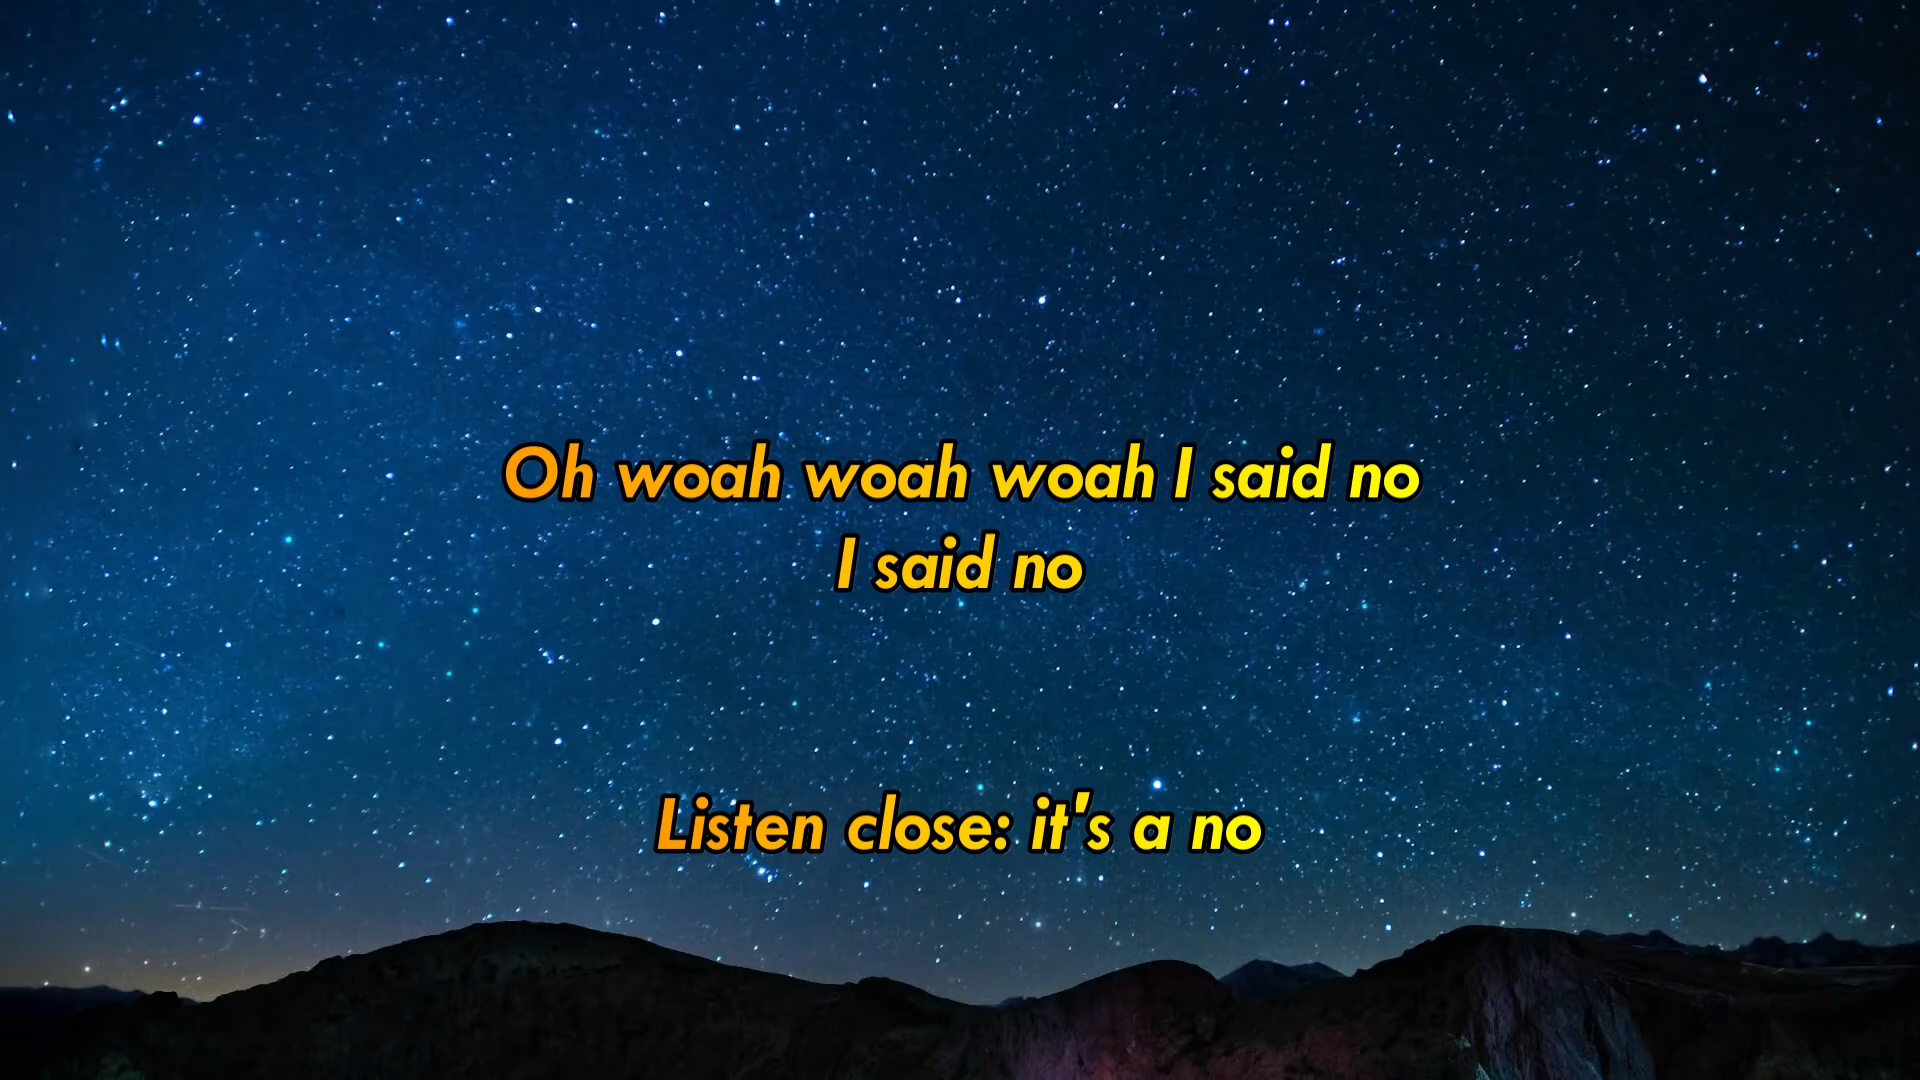 Oh woah woah woah I said no
I said no
Listen close: it's a no